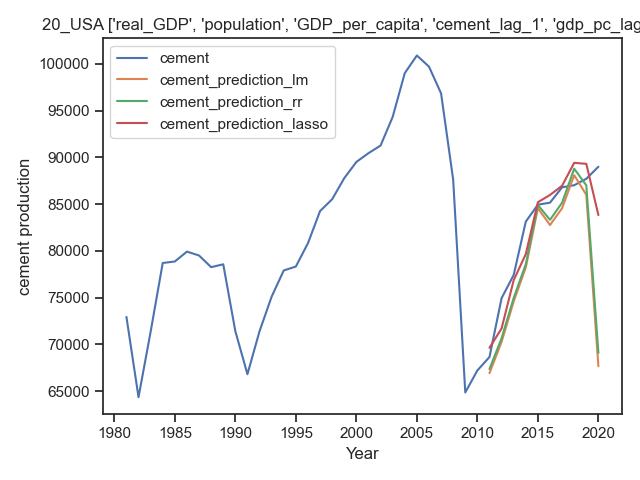 20_USA ['real_GDP', 'population', 'GDP_per_capita', 'cement_lag_1', 'gdp_pc_lag
cement
cement_prediction_lm
cement_prediction_rr
cement_prediction_lasso
100000
95000
90000
85000
80000
75000
70000
65000
cement production
1980 1985 1990 1995 2000 2005 2010 2015 2020
Year